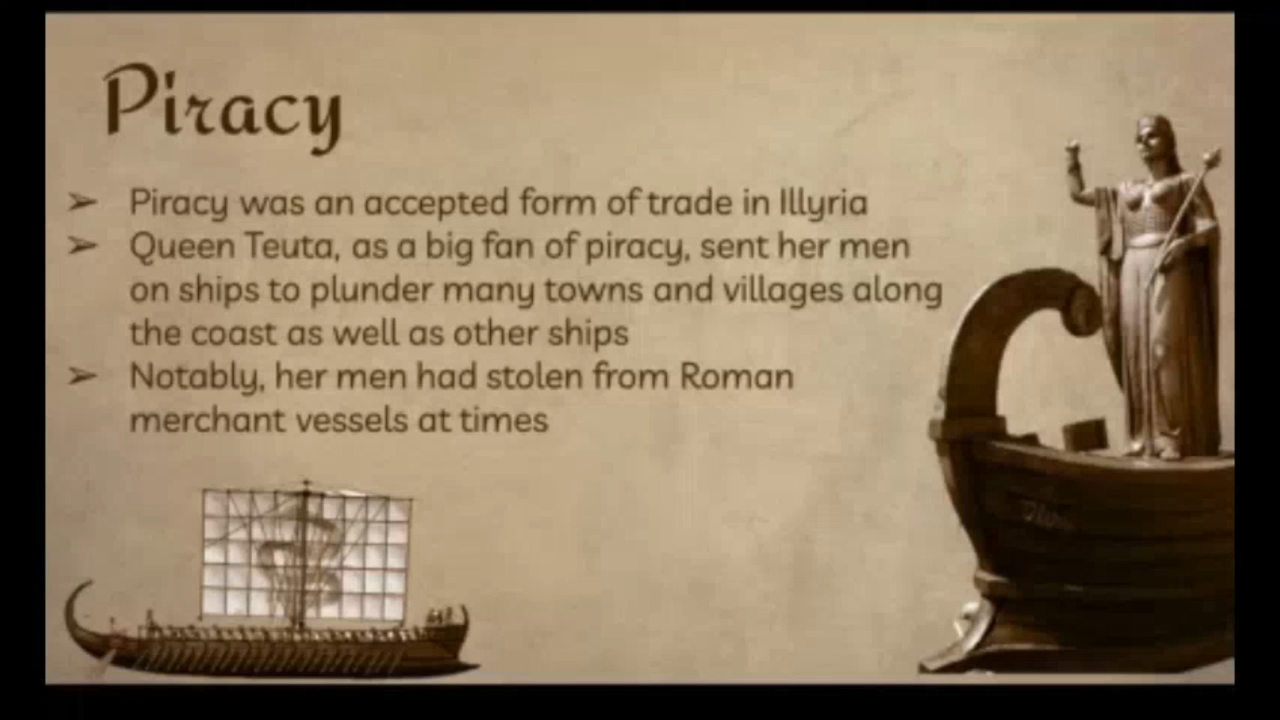 Piracy
➢ Piracy was an accepted form of trade in Illyria
➢ Queen Teuta, as a big fan of piracy, sent her men
on ships to plunder many towns and villages along
the coast as well as other ships
➢ Notably, her men had stolen from Roman
merchant vessels at times